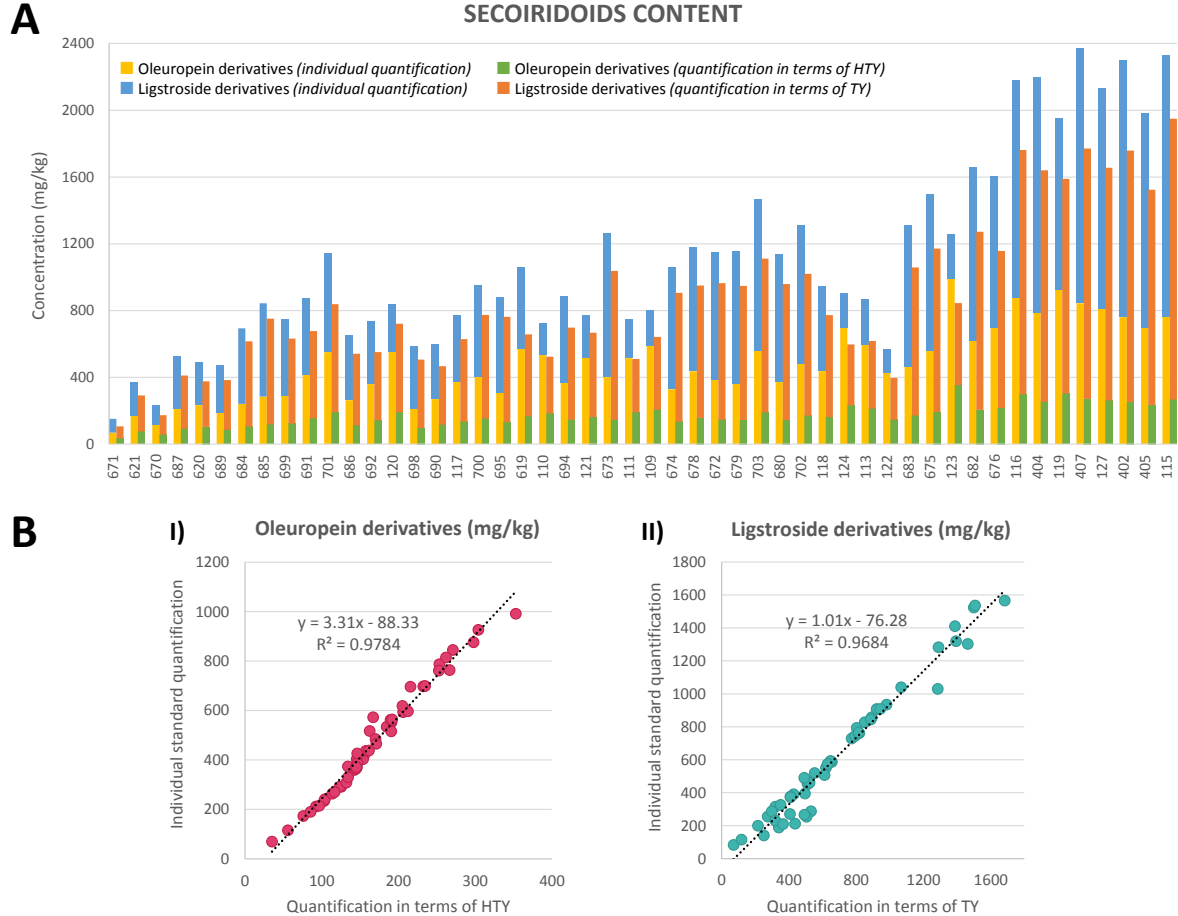 A
SECOIRIDOIDS CONTENT
2400
2000
1600
1200
800
400
0
Concentration (mg/kg)
Oleuropein derivatives (individual quantification)
Oleuropein derivatives (quantification in terms of HTY)
Ligstroside derivatives (individual quantification)
Ligstroside derivatives (quantification in terms of TY)
671 621 670 687 620 689 684 685 699 691 701 686 692 120 698 690 117 700 695 619 110 694 121 673 111 109 674 678 672 679 703 680 702 118 124 113 122 683 675 123 682 676 116 404 119 407 127 402 405 115
B
I)
Oleuropein derivatives (mg/kg)
1200
1000
800
600
400
200
0
Individual standard quantification
y = 3.31x - 88.33
R² = 0.9784
0 100 200 300 400
Quantification in terms of HTY
II)
Ligstroside derivatives (mg/kg)
1800
1600
1400
1200
1000
800
600
400
200
0
Individual standard quantification
y = 1.01x - 76.28
R² = 0.9684
0 400 800 1200 1600
Quantification in terms of TY